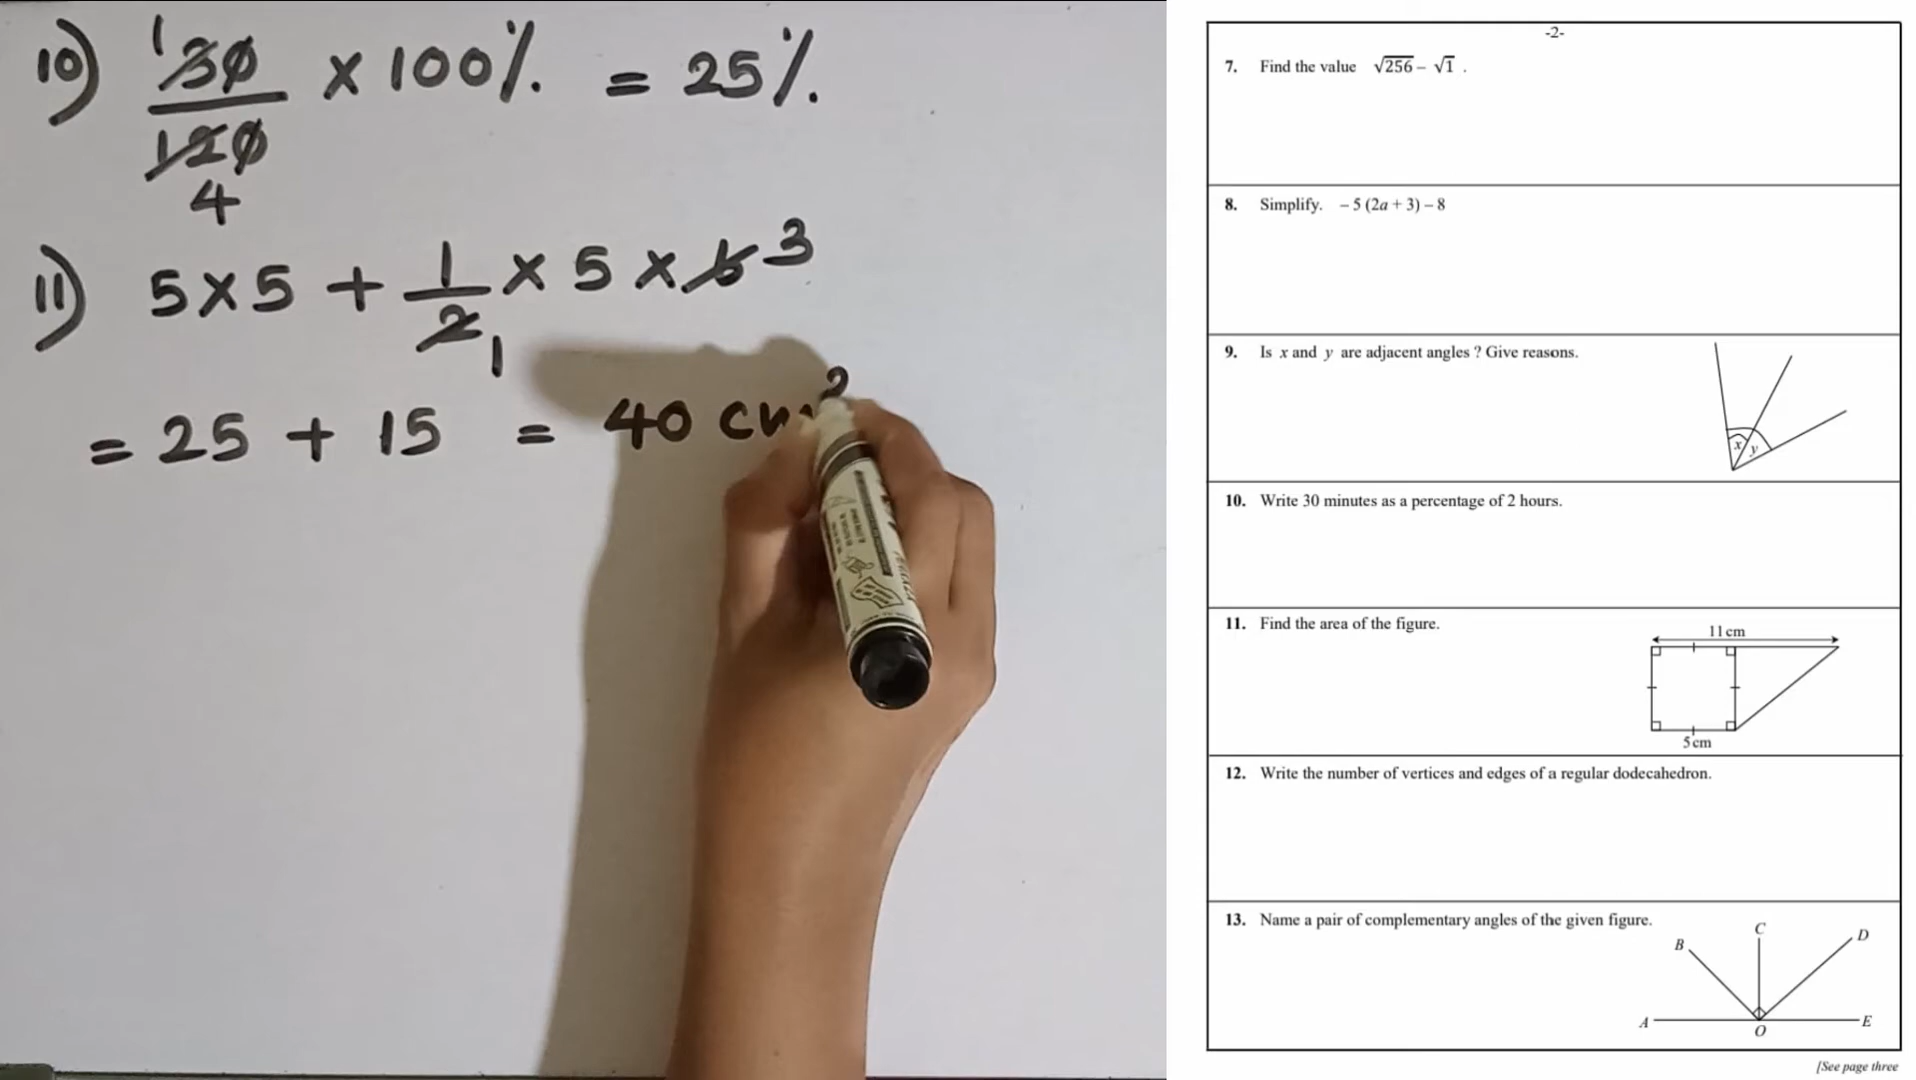 10) 1 30/120 4 × 100% = 25%
11) 5×5 + 1/2 1 × 5 × 6 3
= 25 + 15 = 40 cm²
-2-
7. Find the value √256 – √1 .
8. Simplify. – 5 (2a + 3) – 8
9. Is x and y are adjacent angles ? Give reasons.
x y
10. Write 30 minutes as a percentage of 2 hours.
11. Find the area of the figure.
11 cm
5 cm
12. Write the number of vertices and edges of a regular dodecahedron.
13. Name a pair of complementary angles of the given figure.
B C D
A O E
[See page three